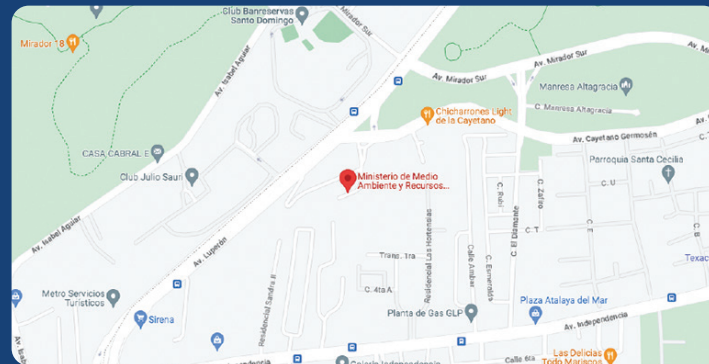 Club Banreservas
Santo Domingo
Mirador Sur
Mirador 18
Av. Isabel Aguiar
Av. Mirador Sur
Av. Mirador Sur
Manresa Altagracia
C. Manresa Altagracia
Chicharrones Light
de la Cayetano
Av. Cayetano Germosén
CASA CABRAL E
Club Julio Sauri
Parroquia Santa Cecilia
Ministerio de Medio
Ambiente y Recursos...
C. U
C. Zafiro
C. Rubí
C. El Diamante
C. E
C. B
C. T
Av. Isabel Aguiar
Av. Luperón
Residencial Las Hortensias
Calle Ambar
C. Esmeralda
Trans. 1ra
C. 4ta A
Residencial Sandra II
Texac
Metro Servicios
Turísticos
Sirena
Planta de Gas GLP
Plaza Atalaya del Mar
Av. Independencia
Calle 6ta
Las Delicias
Todo Mariscos